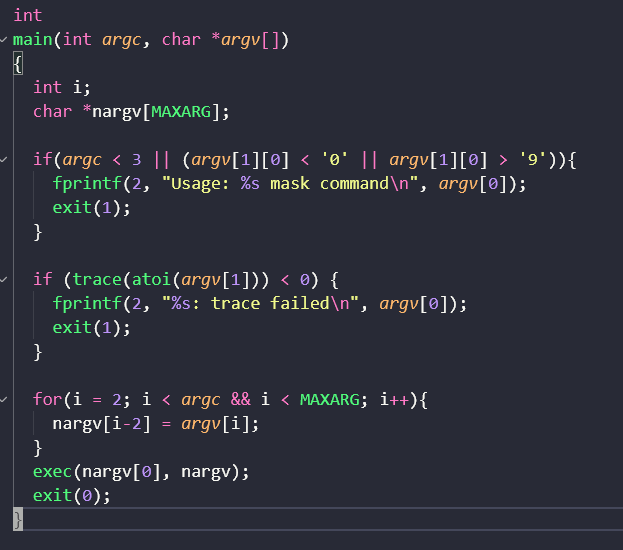 int
main(int argc, char *argv[])
{
  int i;
  char *nargv[MAXARG];

  if(argc < 3 || (argv[1][0] < '0' || argv[1][0] > '9')){
    fprintf(2, "Usage: %s mask command\n", argv[0]);
    exit(1);
  }

  if (trace(atoi(argv[1])) < 0) {
    fprintf(2, "%s: trace failed\n", argv[0]);
    exit(1);
  }

  for(i = 2; i < argc && i < MAXARG; i++){
    nargv[i-2] = argv[i];
  }
  exec(nargv[0], nargv);
  exit(0);
}